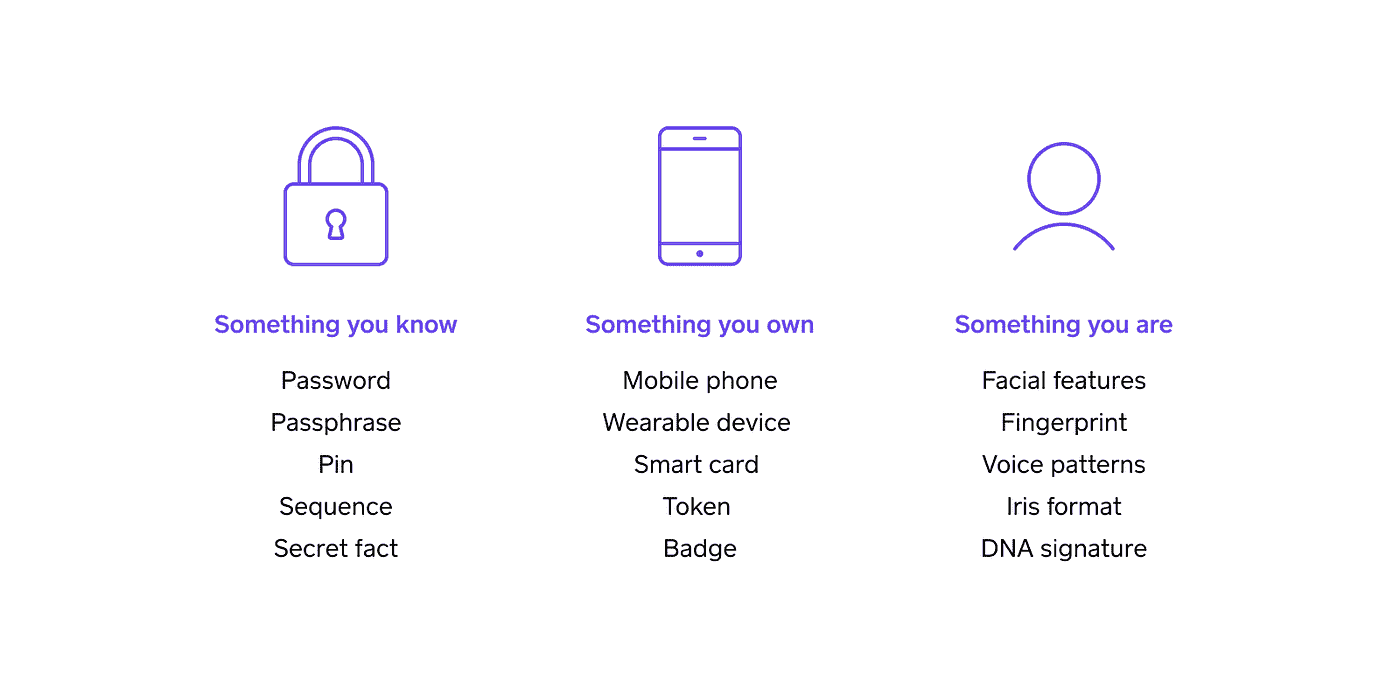 Something you know
Password
Passphrase
Pin
Sequence
Secret fact
Something you own
Mobile phone
Wearable device
Smart card
Token
Badge
Something you are
Facial features
Fingerprint
Voice patterns
Iris format
DNA signature